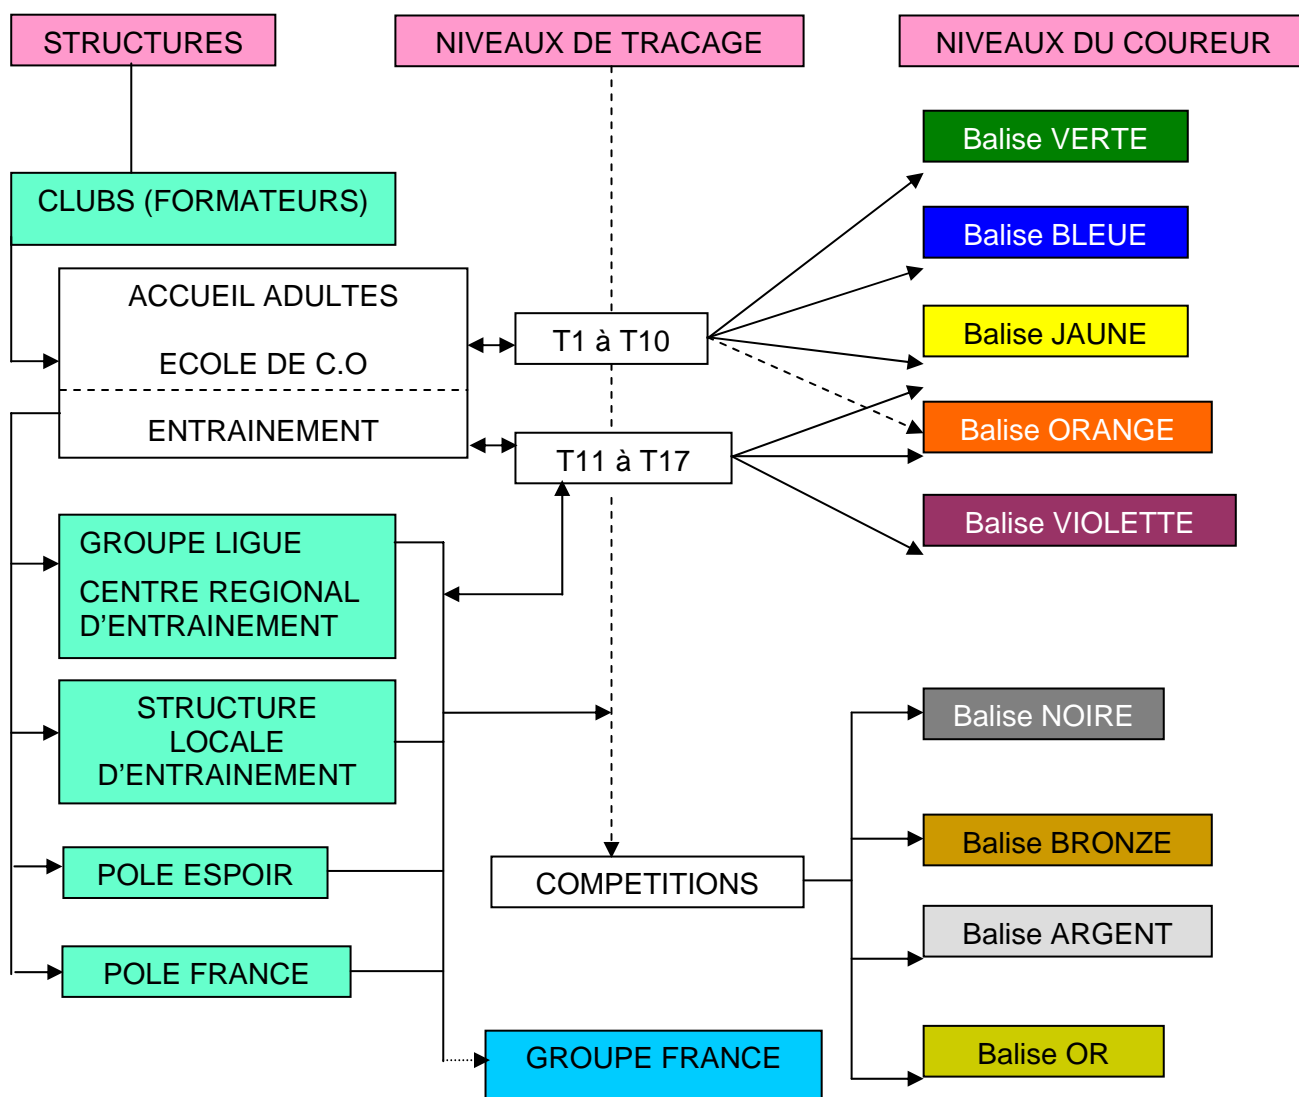 STRUCTURES
NIVEAUX DE TRACAGE
NIVEAUX DU COUREUR
Balise VERTE
CLUBS (FORMATEURS)
Balise BLEUE
ACCUEIL ADULTES
T1 à T10
Balise JAUNE
ECOLE DE C.O
ENTRAINEMENT
Balise ORANGE
T11 à T17
Balise VIOLETTE
GROUPE LIGUE
CENTRE REGIONAL
D'ENTRAINEMENT
STRUCTURE
LOCALE
D'ENTRAINEMENT
Balise NOIRE
Balise BRONZE
POLE ESPOIR
COMPETITIONS
Balise ARGENT
POLE FRANCE
GROUPE FRANCE
Balise OR